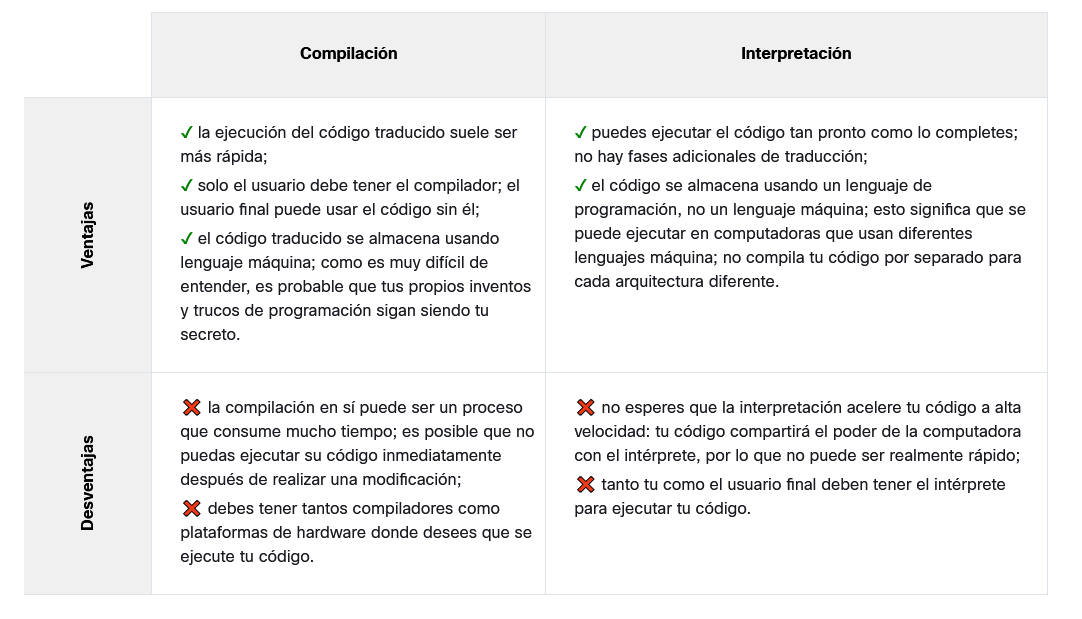 Compilación
Interpretación
Ventajas
✓ la ejecución del código traducido suele ser
más rápida;
✓ solo el usuario debe tener el compilador; el
usuario final puede usar el código sin él;
✓ el código traducido se almacena usando
lenguaje máquina; como es muy difícil de
entender, es probable que tus propios inventos
y trucos de programación sigan siendo tu
secreto.
✓ puedes ejecutar el código tan pronto como lo completes;
no hay fases adicionales de traducción;
✓ el código se almacena usando un lenguaje de
programación, no un lenguaje máquina; esto significa que se
puede ejecutar en computadoras que usan diferentes
lenguajes máquina; no compila tu código por separado para
cada arquitectura diferente.
Desventajas
✖ la compilación en sí puede ser un proceso
que consume mucho tiempo; es posible que no
puedas ejecutar su código inmediatamente
después de realizar una modificación;
✖ debes tener tantos compiladores como
plataformas de hardware donde desees que se
ejecute tu código.
✖ no esperes que la interpretación acelere tu código a alta
velocidad: tu código compartirá el poder de la computadora
con el intérprete, por lo que no puede ser realmente rápido;
✖ tanto tu como el usuario final deben tener el intérprete
para ejecutar tu código.